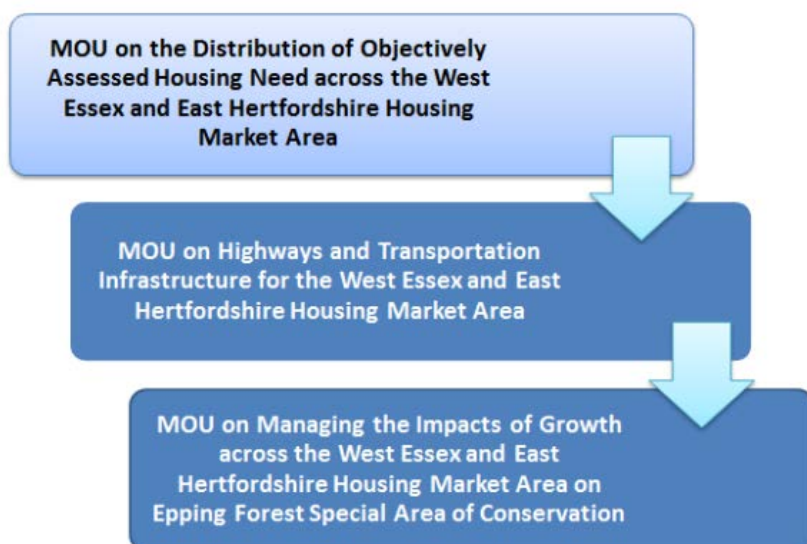 MOU on the Distribution of Objectively
Assessed Housing Need across the West
Essex and East Hertfordshire Housing
Market Area
MOU on Highways and Transportation
Infrastructure for the West Essex and East
Hertfordshire Housing Market Area
MOU on Managing the Impacts of Growth
across the West Essex and East
Hertfordshire Housing Market Area on
Epping Forest Special Area of Conservation